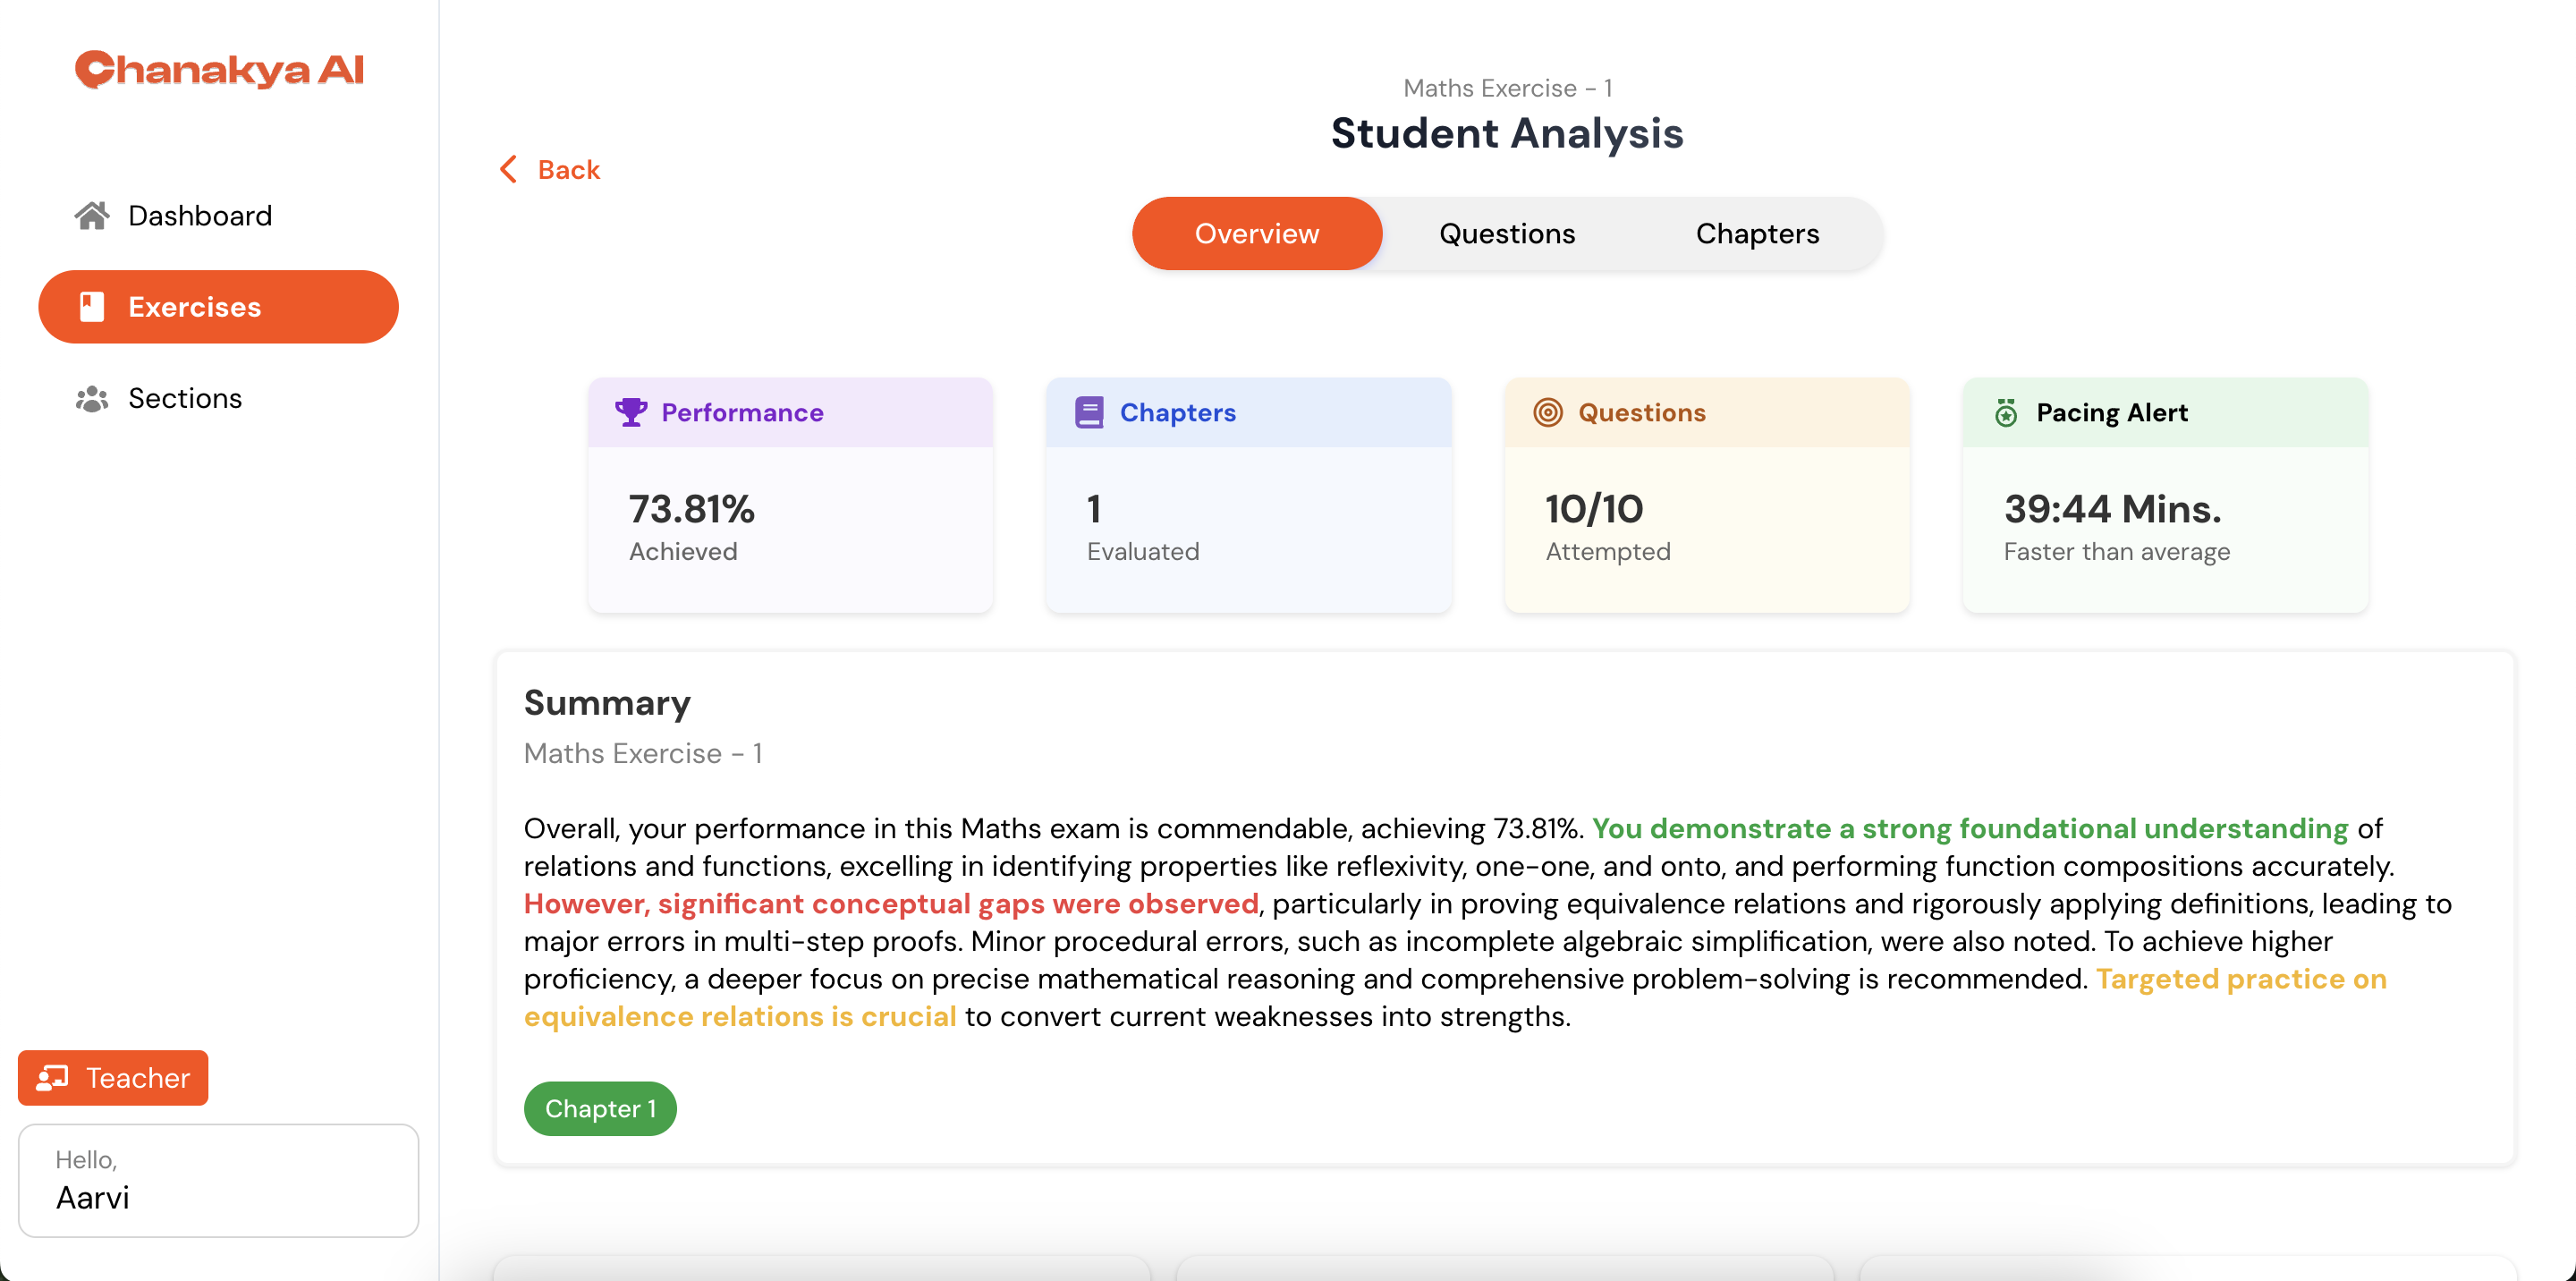 Chanakya AI
Dashboard
Exercises
Sections
Teacher
Hello,
Aarvi
Maths Exercise - 1
Student Analysis
Back
Overview
Questions
Chapters
Performance
73.81%
Achieved
Chapters
1
Evaluated
Questions
10/10
Attempted
Pacing Alert
39:44 Mins.
Faster than average
Summary
Maths Exercise - 1
Overall, your performance in this Maths exam is commendable, achieving 73.81%. You demonstrate a strong foundational understanding of
relations and functions, excelling in identifying properties like reflexivity, one-one, and onto, and performing function compositions accurately.
However, significant conceptual gaps were observed, particularly in proving equivalence relations and rigorously applying definitions, leading to
major errors in multi-step proofs. Minor procedural errors, such as incomplete algebraic simplification, were also noted. To achieve higher
proficiency, a deeper focus on precise mathematical reasoning and comprehensive problem-solving is recommended. Targeted practice on
equivalence relations is crucial to convert current weaknesses into strengths.
Chapter 1